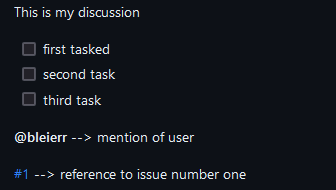 This is my discussion
first tasked
second task
third task
@bleierr --> mention of user
#1 --> reference to issue number one